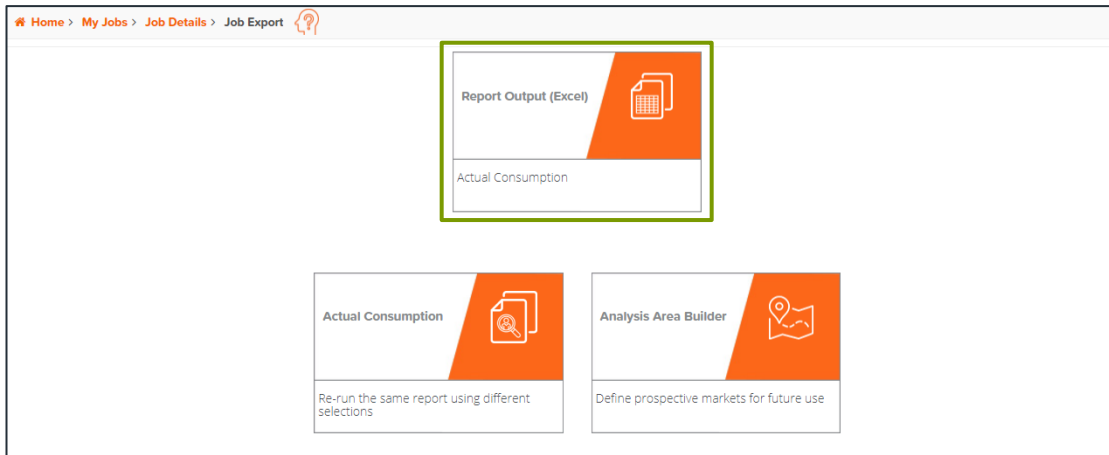 Home > My Jobs > Job Details > Job Export
Report Output (Excel)
Actual Consumption
Actual Consumption
Re-run the same report using different
selections
Analysis Area Builder
Define prospective markets for future use